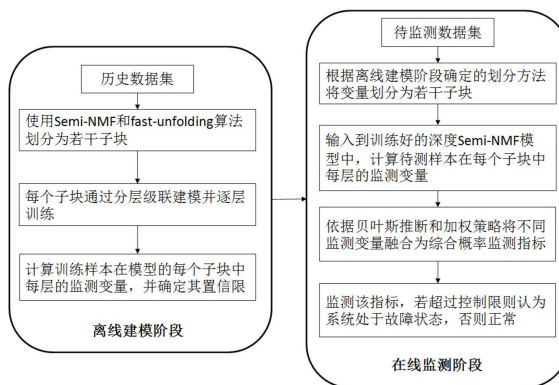 历史数据集
使用Semi-NMF和fast-unfolding算法
划分为若干子块
每个子块通过分层级联建模并逐层
训练
计算训练样本在模型的每个子块中
每层的监测变量，并确定其置信限
离线建模阶段
待监测数据集
根据离线建模阶段确定的划分方法
将变量划分为若干子块
输入到训练好的深度Semi-NMF模
型中，计算待测样本在每个子块中
每层的监测变量
依据贝叶斯推断和加权策略将不同
监测变量融合为综合概率监测指标
监测该指标，若超过控制限则认为
系统处于故障状态，否则正常
在线监测阶段